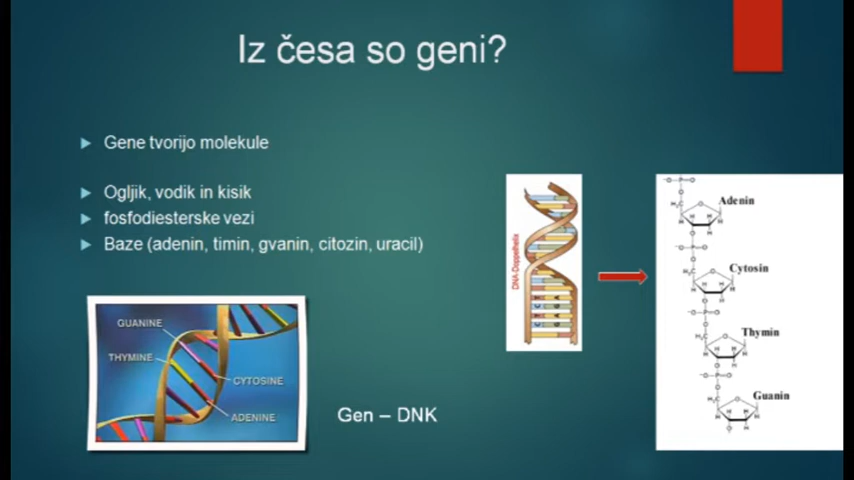 Iz česa so geni?
Gene tvorijo molekule
Ogljik, vodik in kisik
fosfodiesterske vezi
Baze (adenin, timin, gvanin, citozin, uracil)
GUANINE
THYMINE
CYTOSINE
ADENINE
Gen – DNK
DNA-Doppelhelix
Adenin
Cytosin
Thymin
Guanin